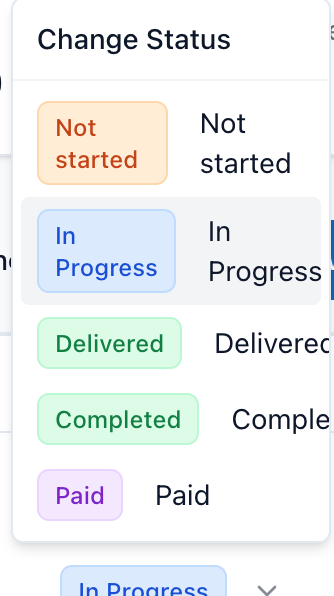 Change Status
Not
started
Not
started
In
Progress
In
Progress
Delivered
Delivered
Completed
Comple
Paid
Paid
In Progress